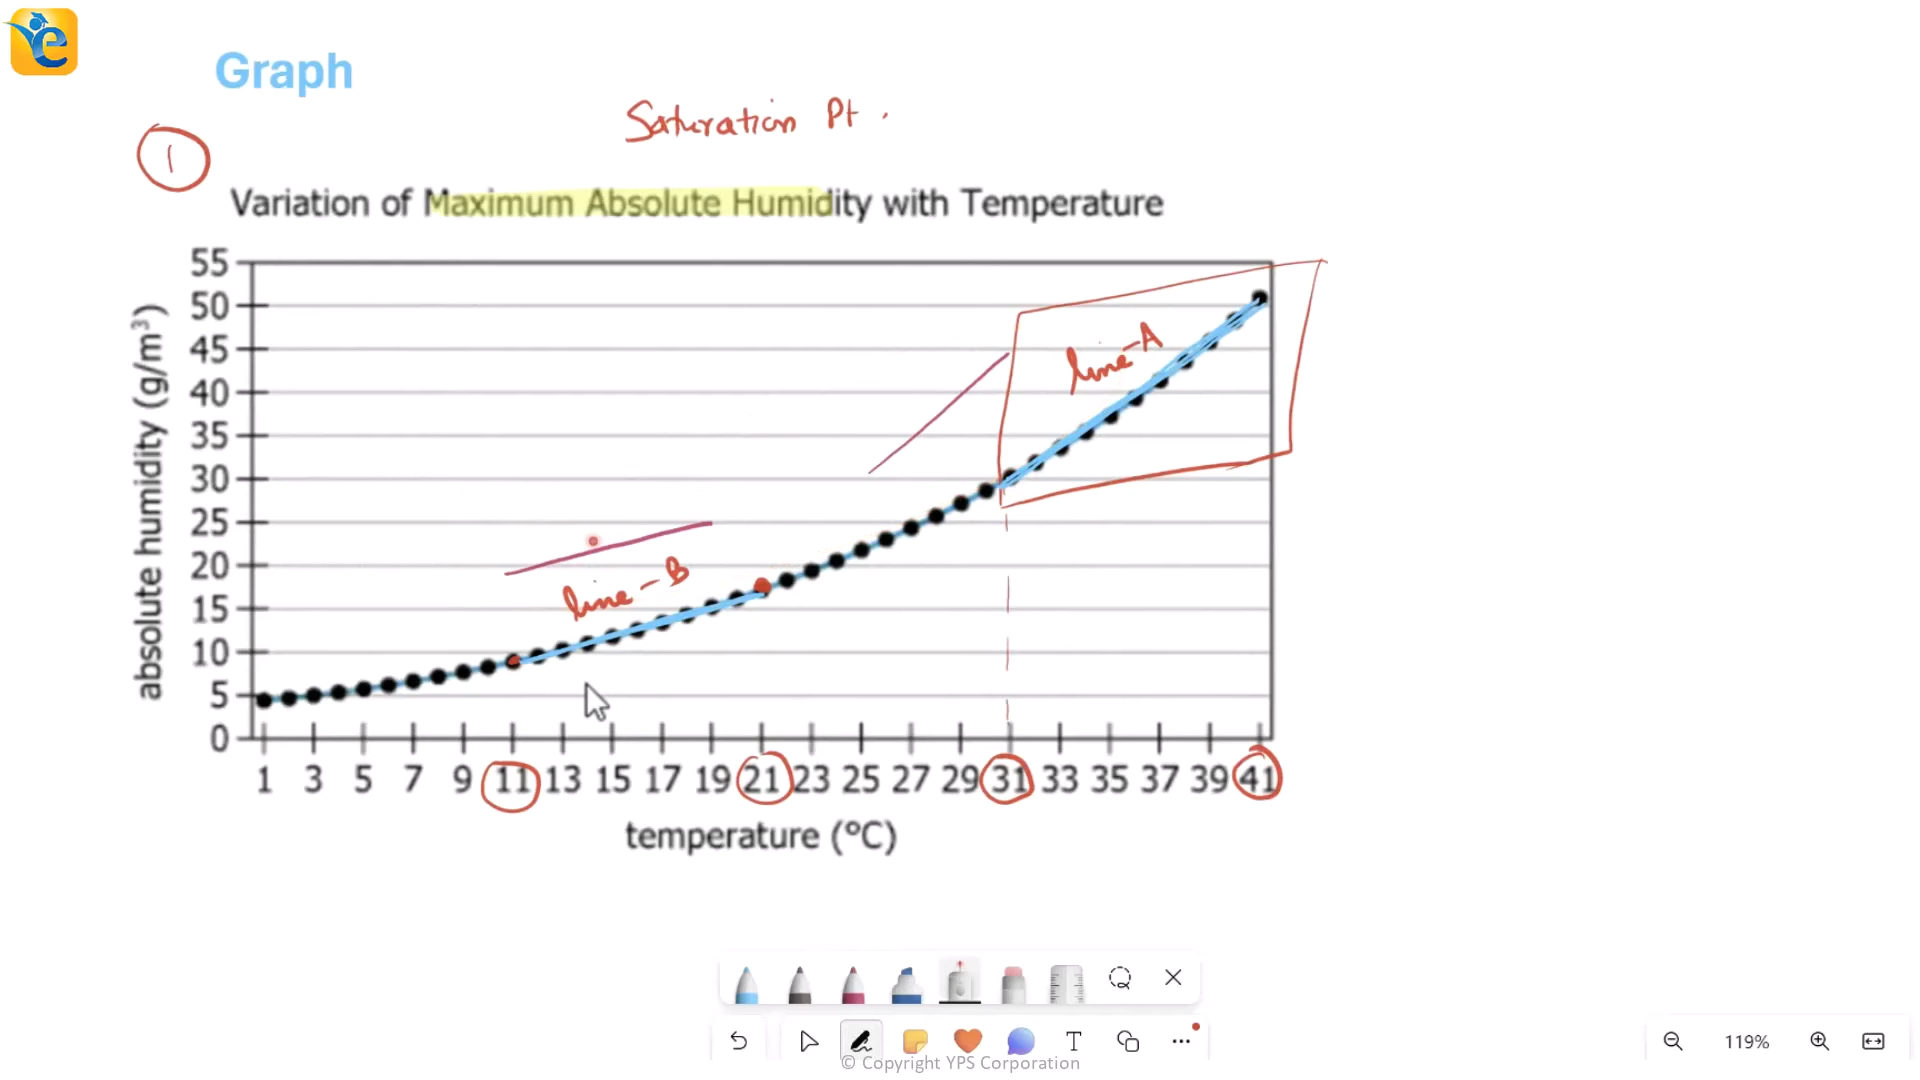 e
Graph
Saturation Pt.
1
Variation of Maximum Absolute Humidity with Temperature
absolute humidity (g/m³)
55
50
45
40
35
30
25
20
15
10
5
0
line-A
line-B
1 3 5 7 9 11 13 15 17 19 21 23 25 27 29 31 33 35 37 39 41
temperature (°C)
T
119%
© Copyright YPS Corporation